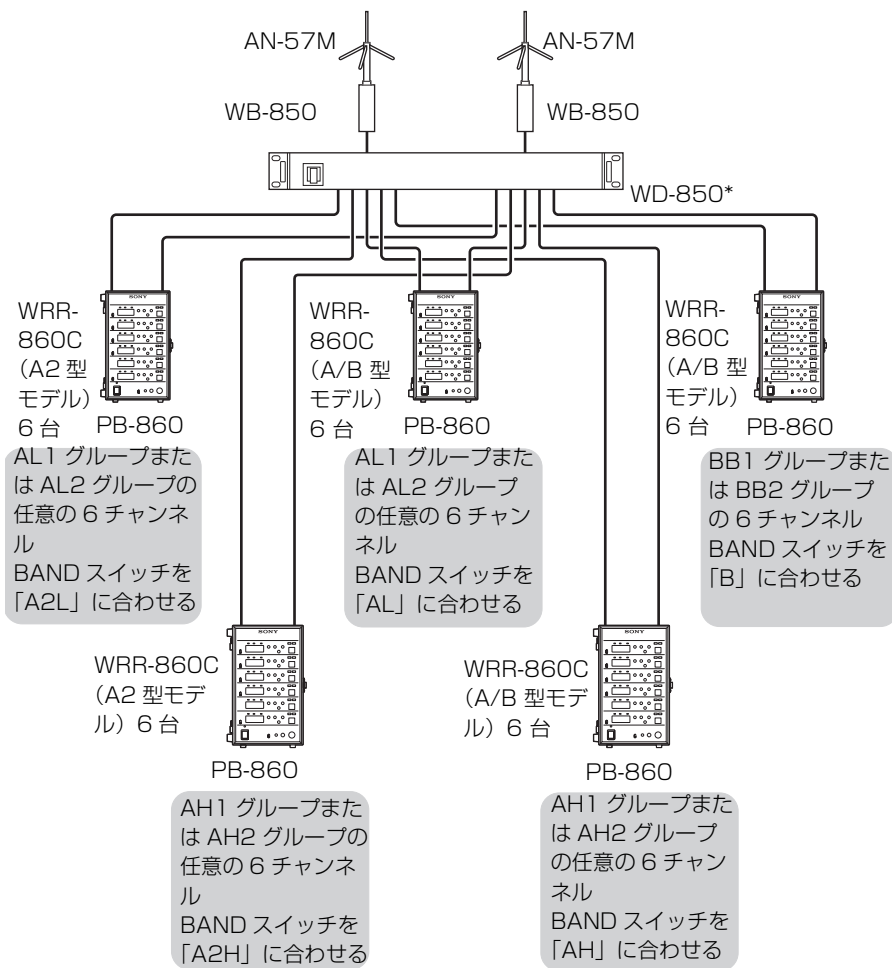 AN-57M
AN-57M
WB-850
WB-850
WD-850*
SONY
WRR-
860C
（A2 型
モデル）
6 台
PB-860
AL1 グループまた
は AL2 グループの
任意の 6 チャンネ
ル
BAND スイッチを
「A2L」に合わせる
SONY
WRR-
860C
（A/B 型
モデル）
6 台
PB-860
AL1 グループまた
は AL2 グループ
の任意の 6 チャン
ネル
BAND スイッチを
「AL」に合わせる
SONY
WRR-
860C
（A/B 型
モデル）
6 台
PB-860
BB1 グループまた
は BB2 グループ
の 6 チャンネル
BAND スイッチを
「B」に合わせる
SONY
WRR-860C
（A2 型モデ
ル）6 台
PB-860
AH1 グループまた
は AH2 グループの
任意の 6 チャンネ
ル
BAND スイッチを
「A2H」に合わせる
SONY
WRR-860C
（A/B 型モデ
ル）6 台
PB-860
AH1 グループまた
は AH2 グループ
の任意の 6 チャン
ネル
BAND スイッチを
「AH」に合わせる